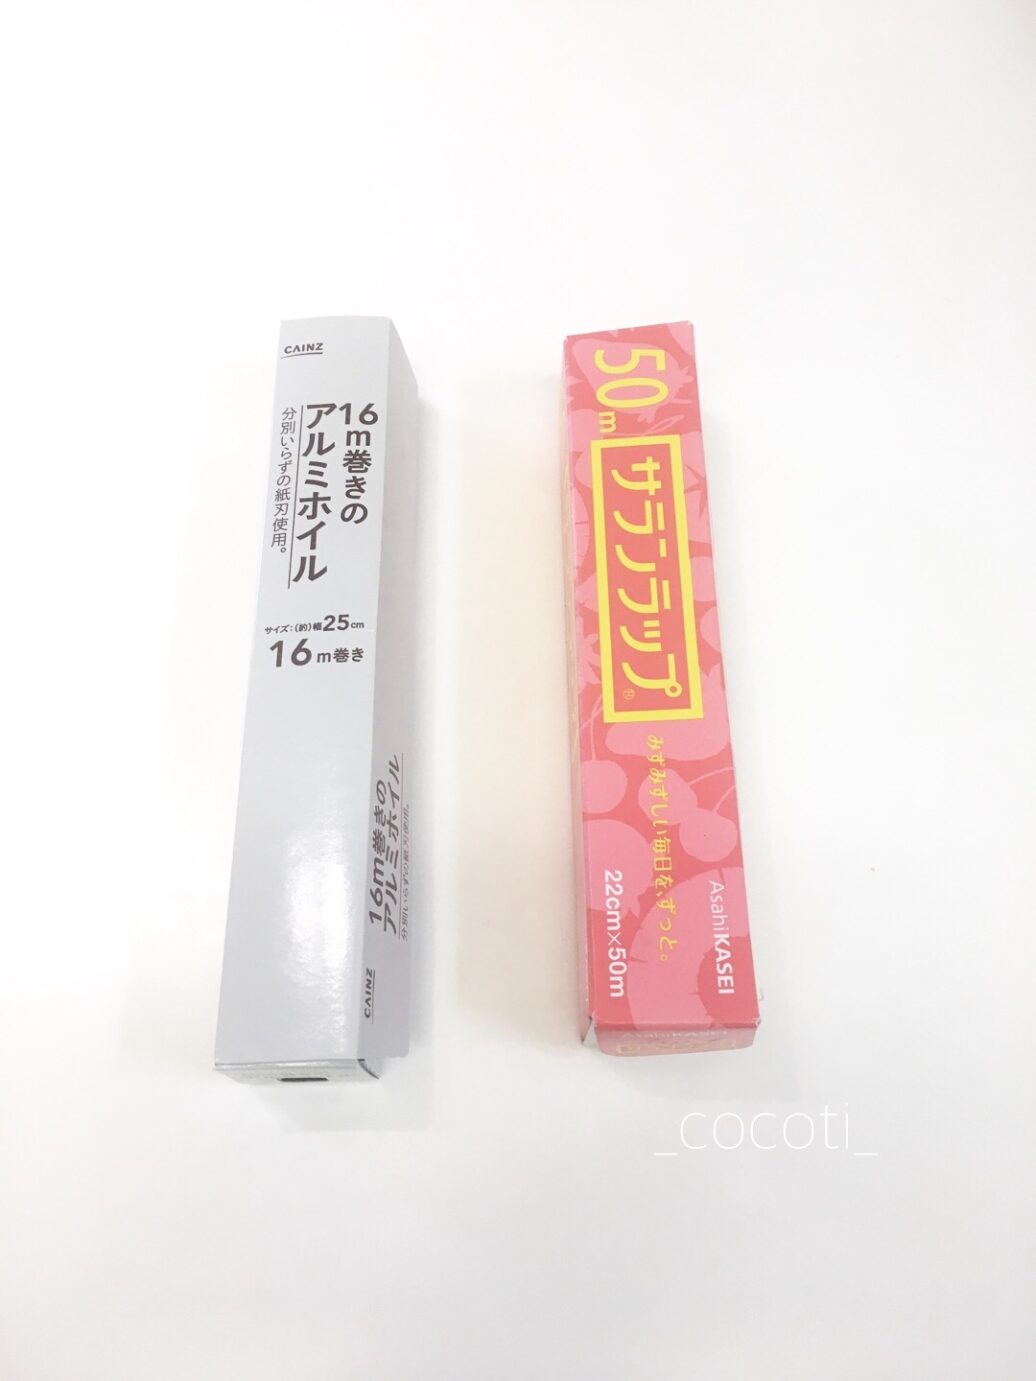 CAINZ
16m巻きの
アルミホイル
分別いらずの紙刃使用。
サイズ：(約)幅25cm
16m巻き
16m巻きの
アルミホイル
CAINZ
50m
サランラップ®
みずみずしい毎日を、ずっと。
22cm×50m
AsahiKASEI
AsahiKASEI
_cocoti_